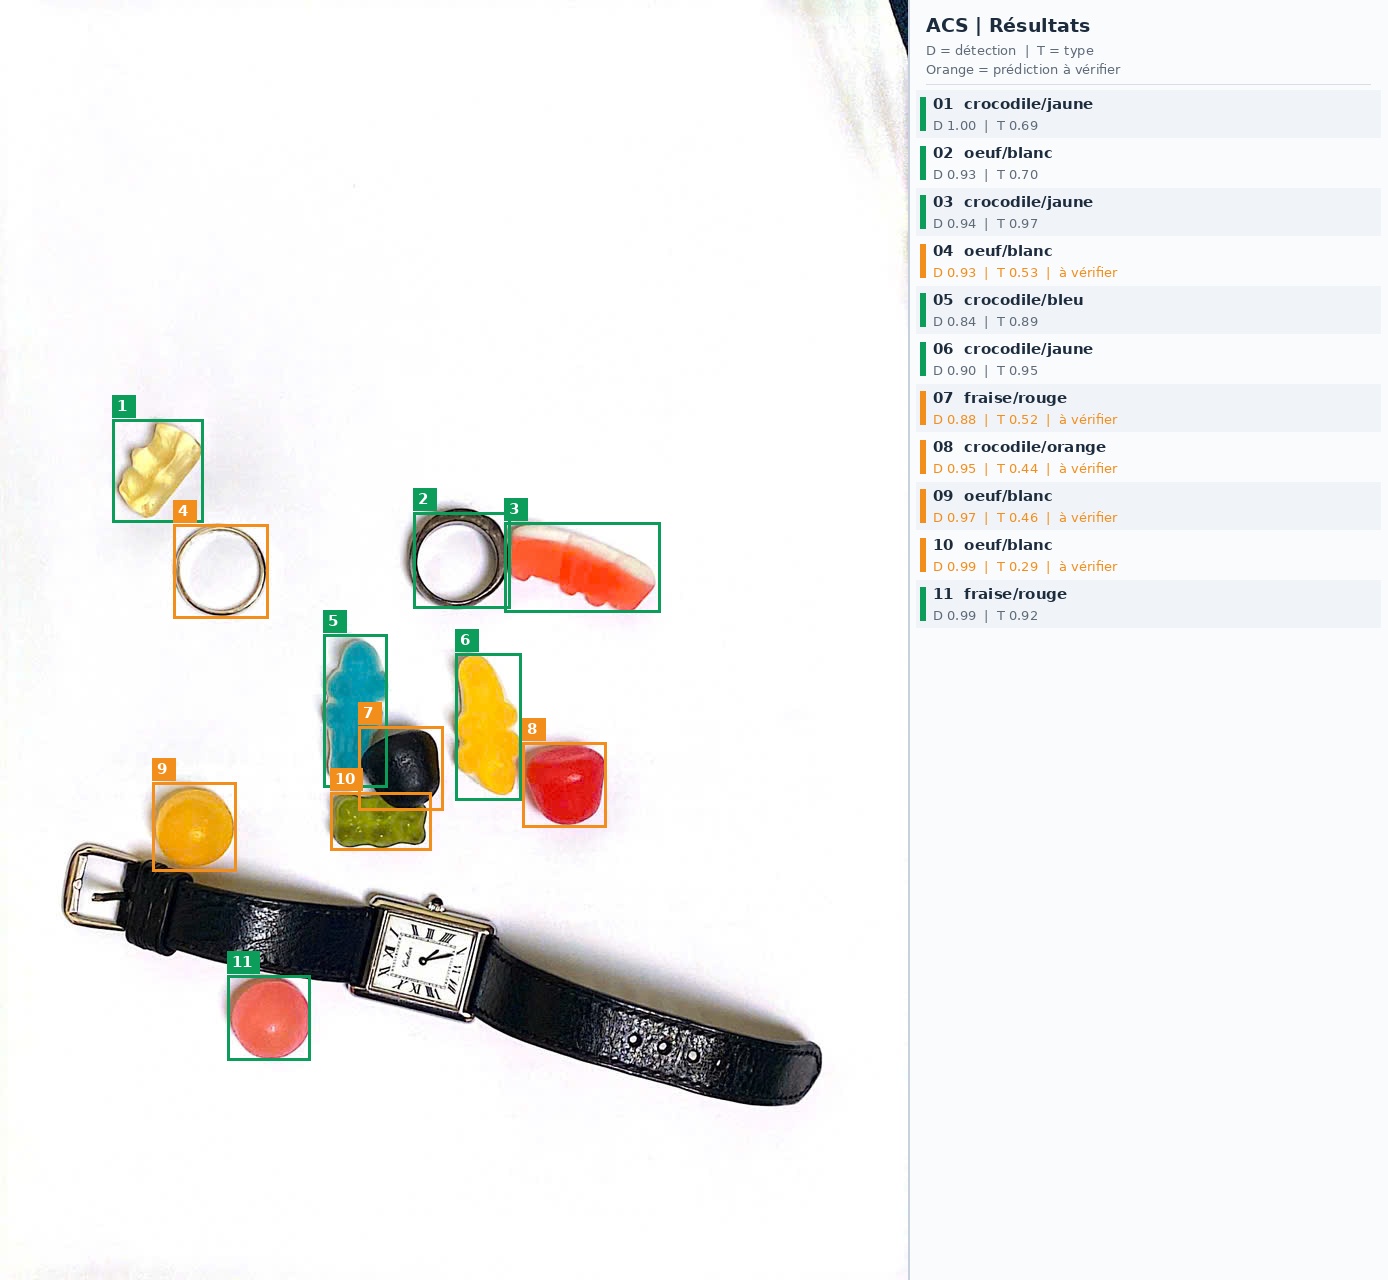 ACS | Résultats
D = détection | T = type
Orange = prédiction à vérifier
01 crocodile/jaune
D 1.00 | T 0.69
02 oeuf/blanc
D 0.93 | T 0.70
03 crocodile/jaune
D 0.94 | T 0.97
04 oeuf/blanc
D 0.93 | T 0.53 | à vérifier
05 crocodile/bleu
D 0.84 | T 0.89
06 crocodile/jaune
D 0.90 | T 0.95
07 fraise/rouge
D 0.88 | T 0.52 | à vérifier
08 crocodile/orange
D 0.95 | T 0.44 | à vérifier
09 oeuf/blanc
D 0.97 | T 0.46 | à vérifier
10 oeuf/blanc
D 0.99 | T 0.29 | à vérifier
11 fraise/rouge
D 0.99 | T 0.92
1
2
3
4
5
6
7
8
9
10
11
Cartier